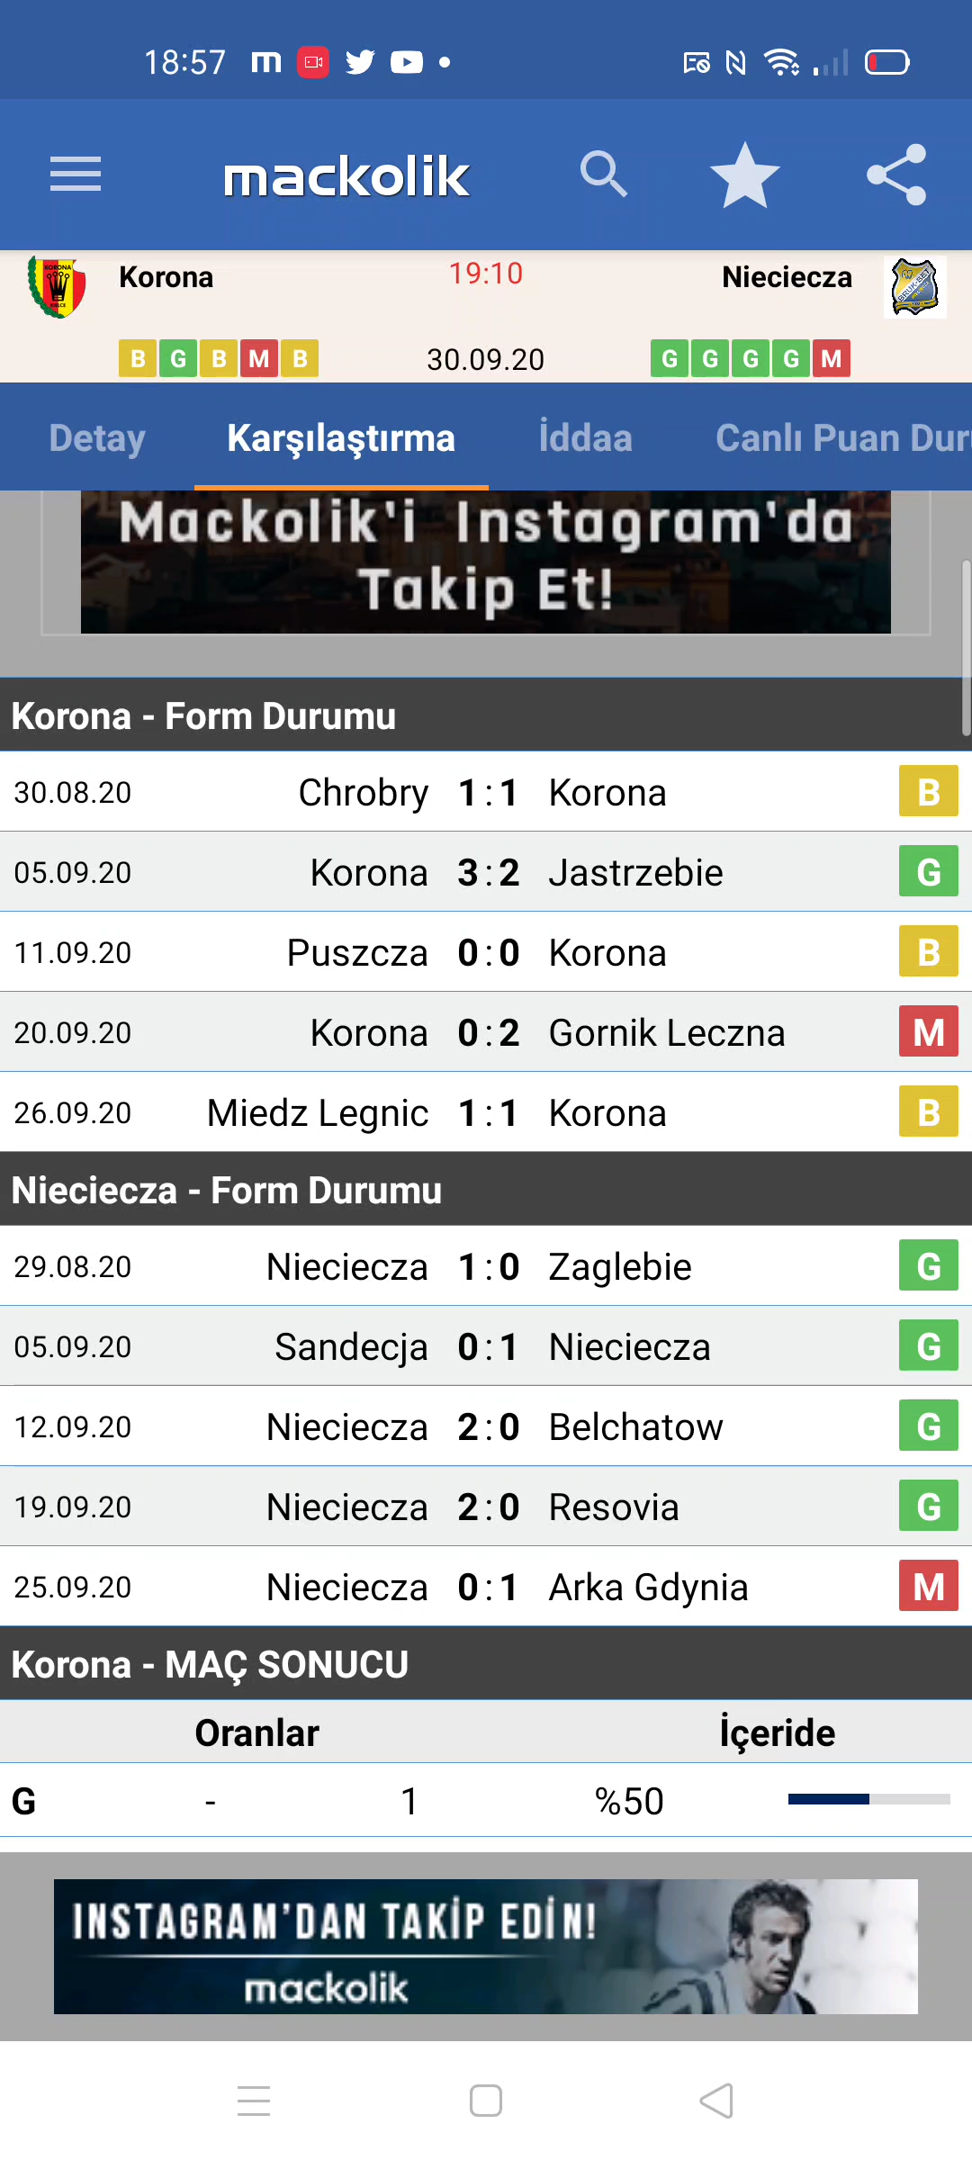 18:57
mackolik
Korona 19:10 Nieciecza
B G B M B 30.09.20 G G G G M
Detay Karşılaştırma İddaa Canlı Puan Dur
Mackolik'i Instagram'da
Takip Et!
Korona - Form Durumu
30.08.20 Chrobry 1:1 Korona B
05.09.20 Korona 3:2 Jastrzebie G
11.09.20 Puszcza 0:0 Korona B
20.09.20 Korona 0:2 Gornik Leczna M
26.09.20 Miedz Legnic 1:1 Korona B
Nieciecza - Form Durumu
29.08.20 Nieciecza 1:0 Zaglebie G
05.09.20 Sandecja 0:1 Nieciecza G
12.09.20 Nieciecza 2:0 Belchatow G
19.09.20 Nieciecza 2:0 Resovia G
25.09.20 Nieciecza 0:1 Arka Gdynia M
Korona - MAÇ SONUCU
Oranlar İçeride
G - 1 %50
INSTAGRAM'DAN TAKİP EDİN!
mackolik